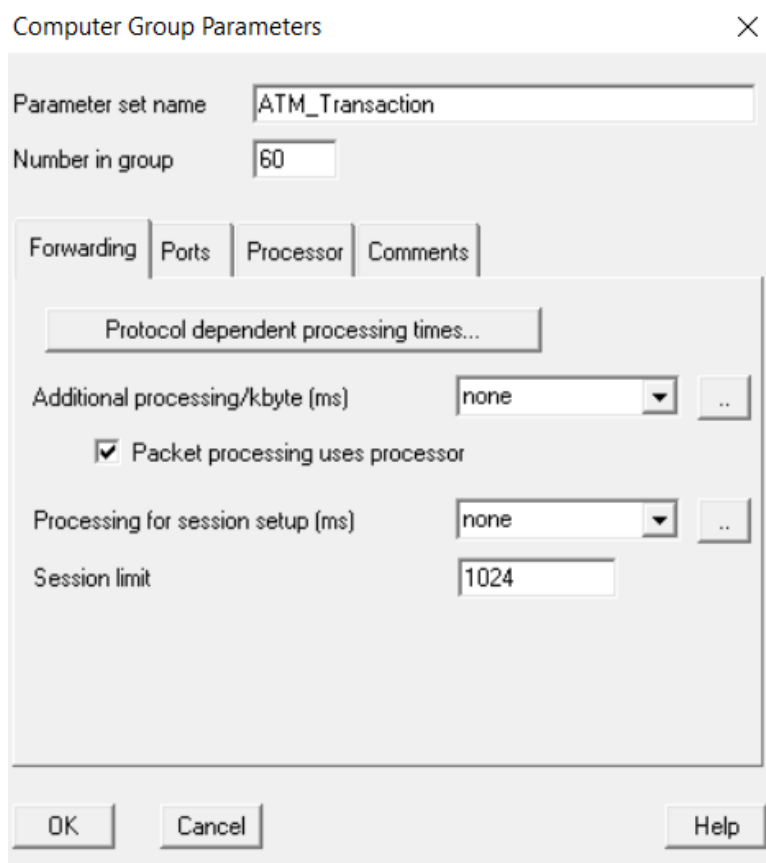 Computer Group Parameters
Parameter set name ATM_Transaction
Number in group 60
Forwarding Ports Processor Comments
Protocol dependent processing times...
Additional processing/kbyte (ms) none ..
Packet processing uses processor
Processing for session setup (ms) none ..
Session limit 1024
OK Cancel Help